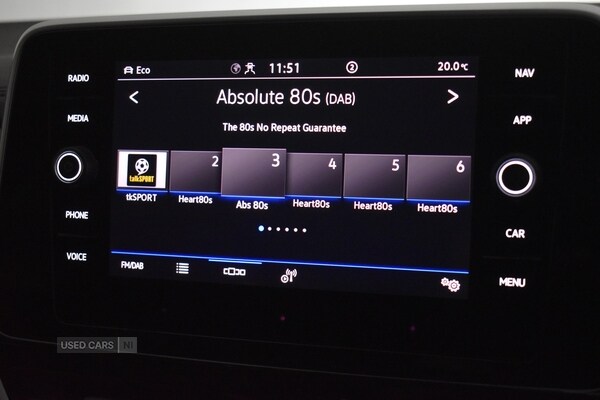 RADIO
MEDIA
PHONE
VOICE
Eco
11:51
2
20.0°C
Absolute 80s (DAB)
The 80s No Repeat Guarantee
talkSPORT
2
3
4
5
6
tkSPORT
Heart80s
Abs 80s
Heart80s
Heart80s
Heart80s
FM/DAB
NAV
APP
CAR
MENU
USED CARS NI